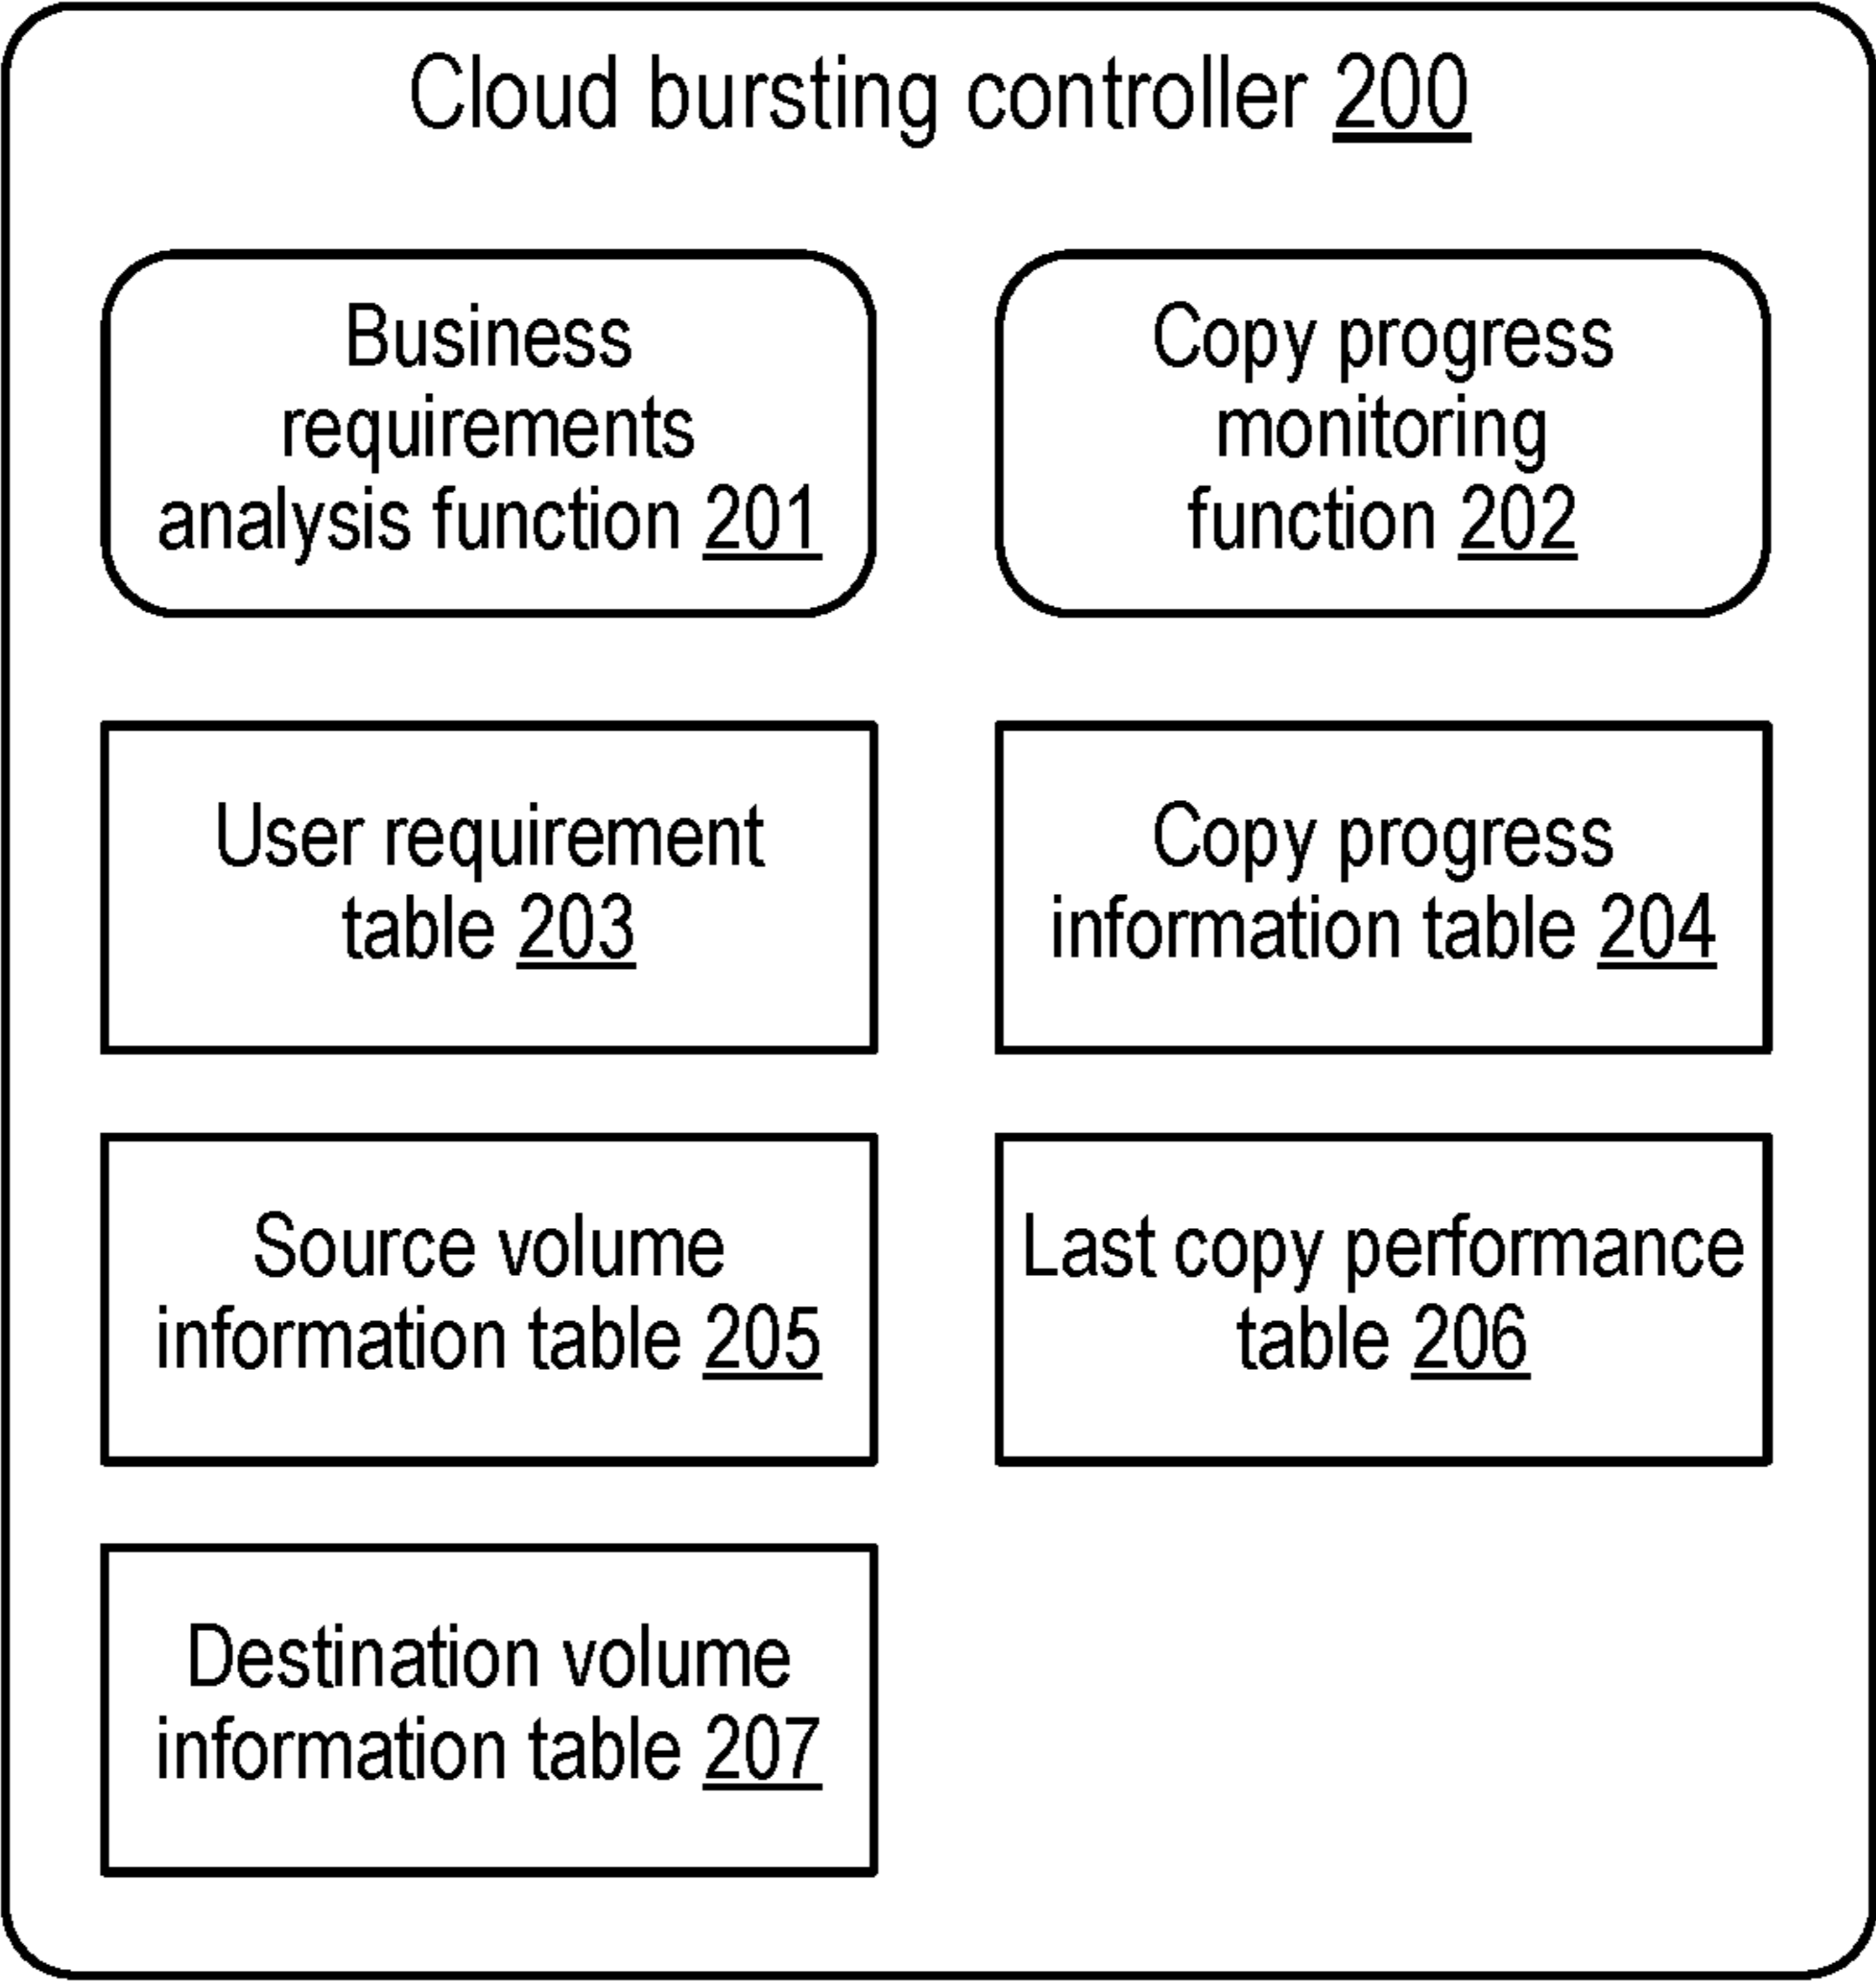 Cloud bursting controller 200
Business
requirements
analysis function 201
Copy progress
monitoring
function 202
User requirement
table 203
Copy progress
information table 204
Source volume
information table 205
Last copy performance
table 206
Destination volume
information table 207